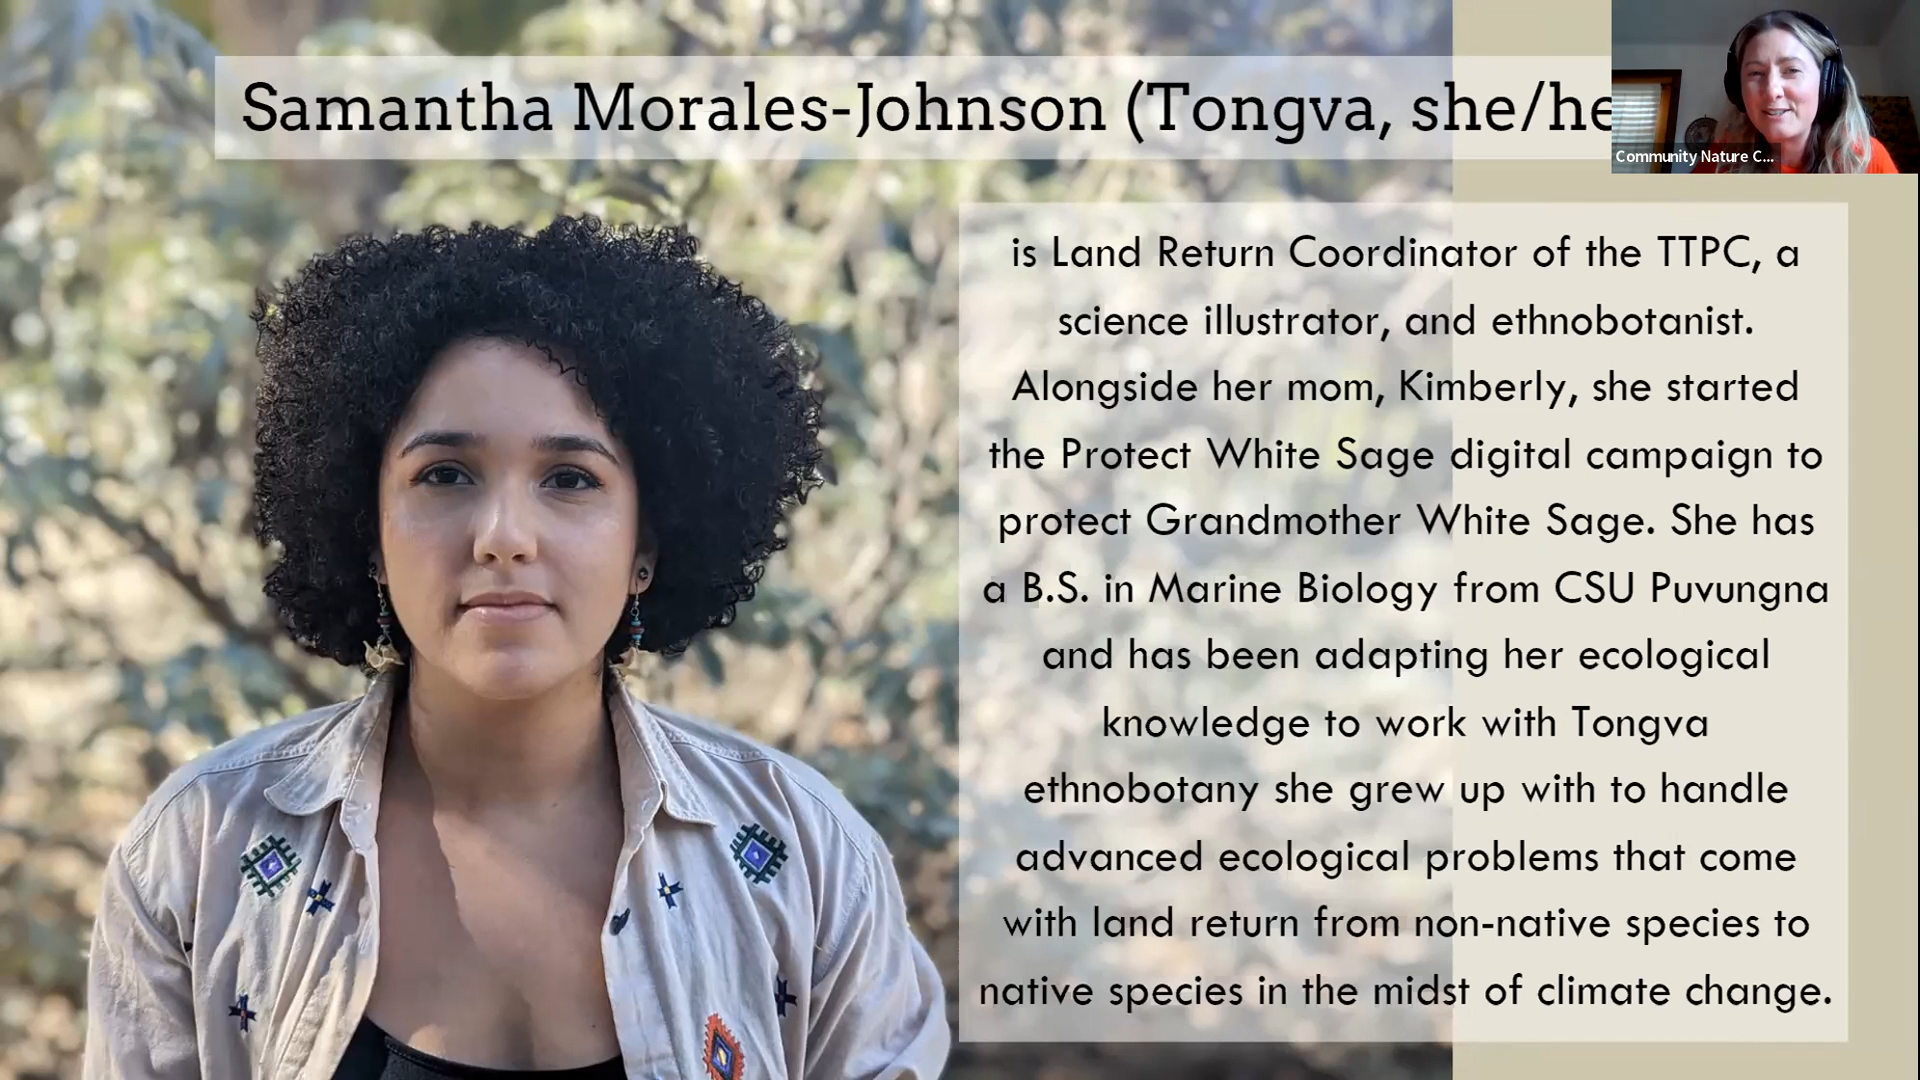 Samantha Morales-Johnson (Tongva, she/he
Community Nature C...
is Land Return Coordinator of the TTPC, a
science illustrator, and ethnobotanist.
Alongside her mom, Kimberly, she started
the Protect White Sage digital campaign to
protect Grandmother White Sage. She has
a B.S. in Marine Biology from CSU Puvungna
and has been adapting her ecological
knowledge to work with Tongva
ethnobotany she grew up with to handle
advanced ecological problems that come
with land return from non-native species to
native species in the midst of climate change.